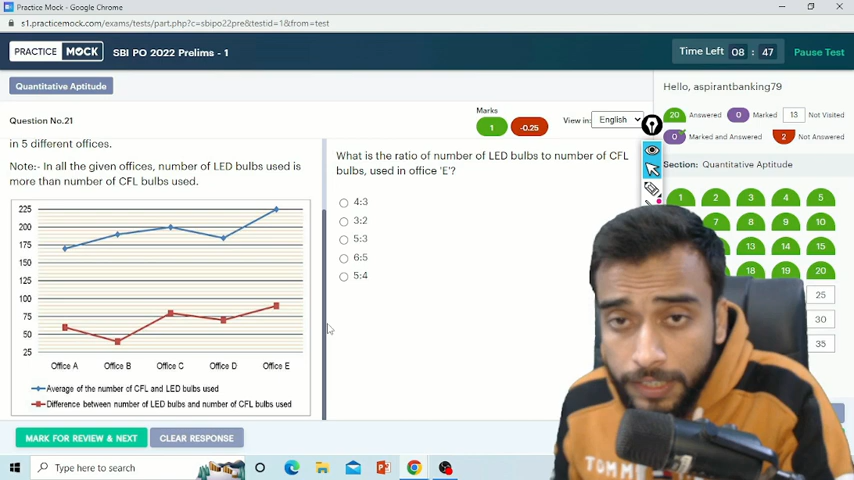 Practice Mock - Google Chrome
s1.practicemock.com/exams/tests/part.php?c=sbipo22pre&testid=1&from=test
PRACTICE MOCK
SBI PO 2022 Prelims - 1
Time Left 08 : 47
Pause Test
Quantitative Aptitude
Hello, aspirantbanking79
Question No.21
Marks
1
-0.25
View in:
English
20 Answered
0 Marked
13 Not Visited
0 Marked and Answered
2 Not Answered
Section: Quantitative Aptitude
in 5 different offices.
Note:- In all the given offices, number of LED bulbs used is
more than number of CFL bulbs used.
225
200
175
150
125
100
75
50
25
Office A
Office B
Office C
Office D
Office E
Average of the number of CFL and LED bulbs used
Difference between number of LED bulbs and number of CFL bulbs used
What is the ratio of number of LED bulbs to number of CFL
bulbs, used in office 'E'?
4:3
3:2
5:3
6:5
5:4
1 2 3 4 5
7 8 9 10
13 14 15
18 19 20
25
30
35
MARK FOR REVIEW & NEXT
CLEAR RESPONSE
Type here to search
TOMM